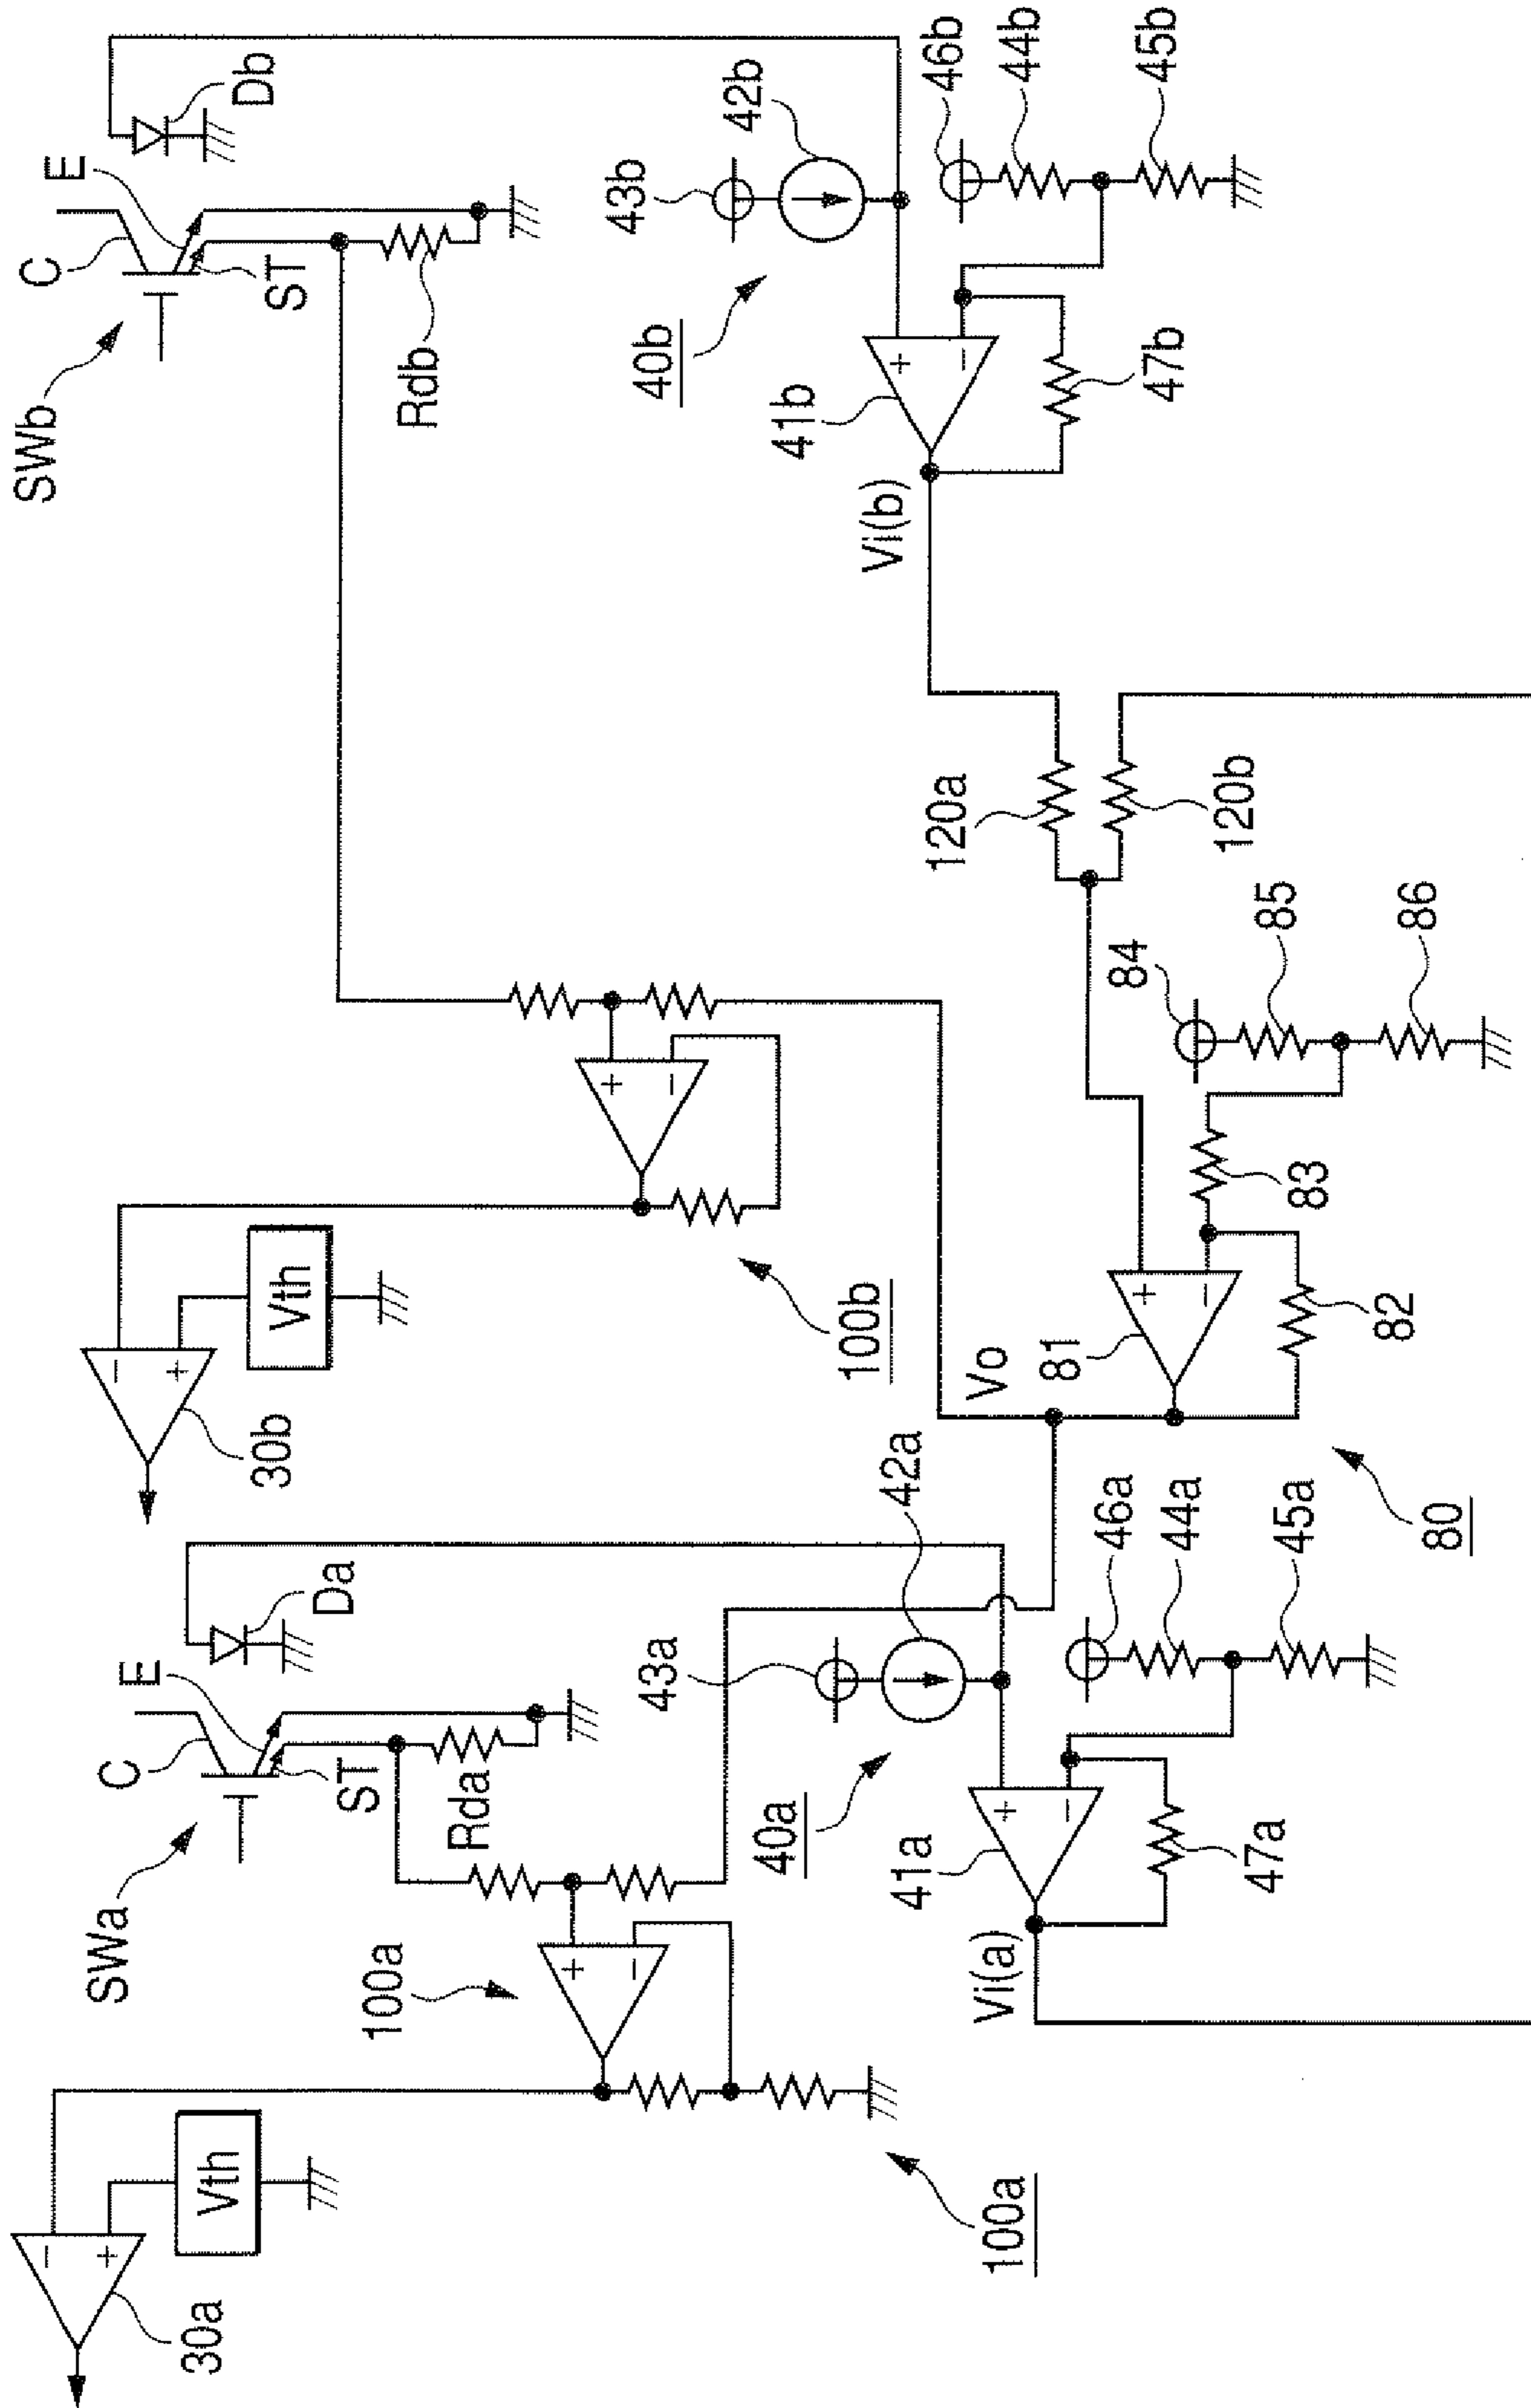 SWb
C
E
ST
Db
Rdb
43b
42b
40b
46b
44b
45b
41b
47b
Vi(b)
+
−
120a
120b
+
−
100b
−
+
Vth
30b
84
85
86
83
82
81
+
−
Vo
80
SWa
C
E
ST
Da
Rda
43a
42a
40a
46a
44a
45a
41a
47a
Vi(a)
+
−
100a
+
−
100a
−
+
Vth
30a